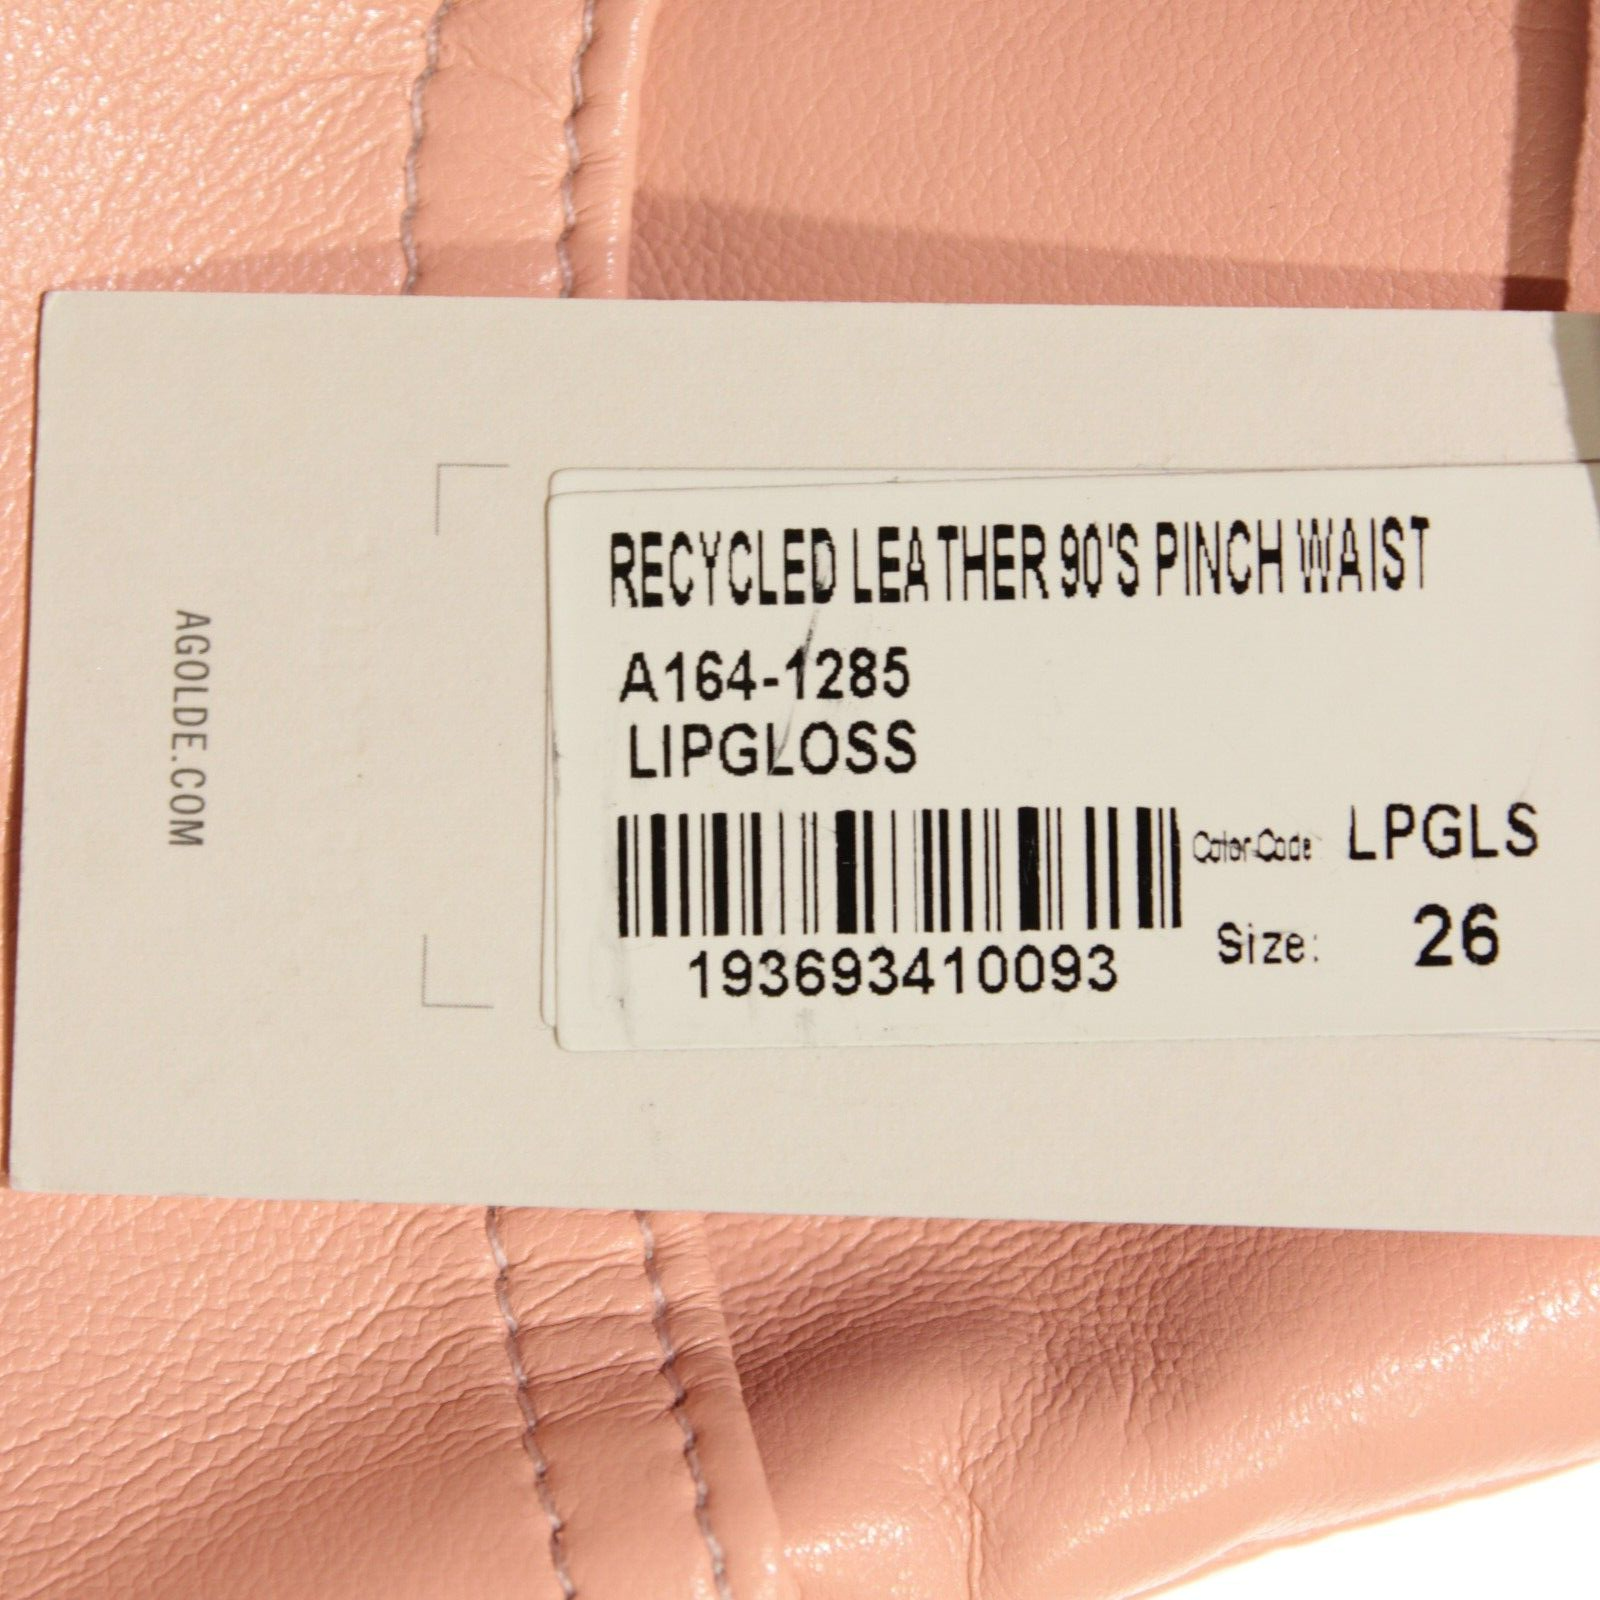 AGOLDE.COM
RECYCLED LEATHER 90'S PINCH WAIST
A164-1285
LIPGLOSS
Color Code LPGLS
Size: 26
193693410093